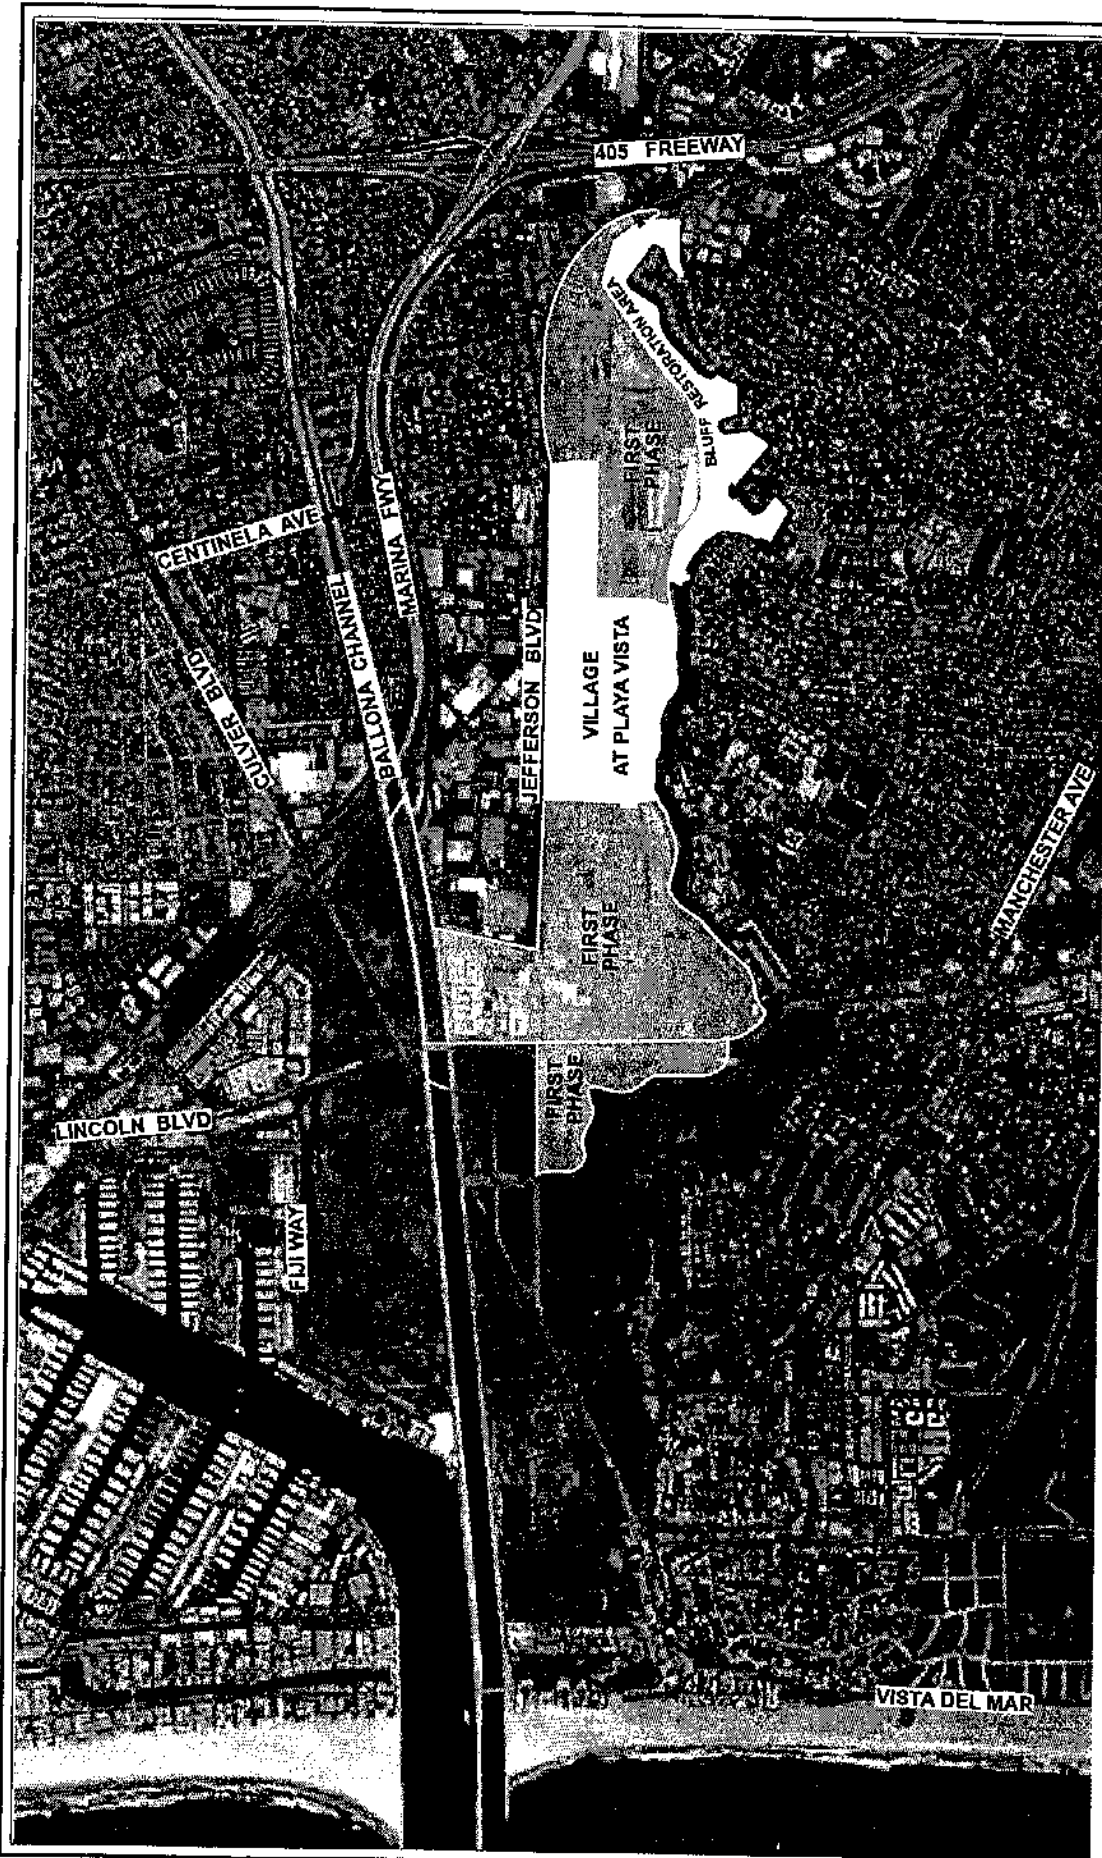 405 FREEWAY
BLUFF RESTORATION AREA
FIRST
PHASE
CENTINELA AVE
MARINA FWY
BALLONA CHANNEL
CULVER BLVD
JEFFERSON BLVD
VILLAGE
AT PLAYA VISTA
MANCHESTER AVE
FIRST
PHASE
FIRST
PHASE
LINCOLN BLVD
FIJI WAY
VISTA DEL MAR